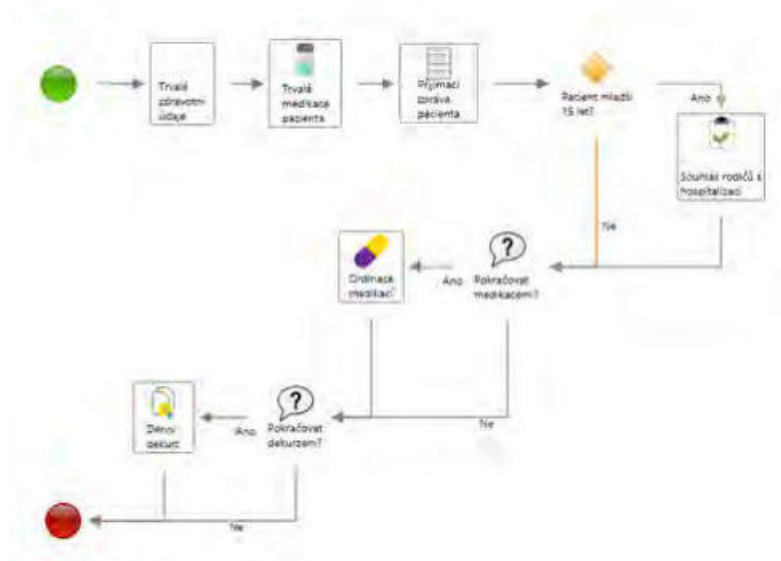 Trvalé
zdravotní
údaje
Trvalá
medikace
pacienta
Přijmací
zpráva
pacienta
Pacient mladší
15 let?
Ano
Souhlas rodičů s
hospitalizací
Ne
Ordinace
medikací
Ano
Pokračovat
medikacemi?
Ne
Denní
dekurz
Ano
Pokračovat
dekurzem?
Ne